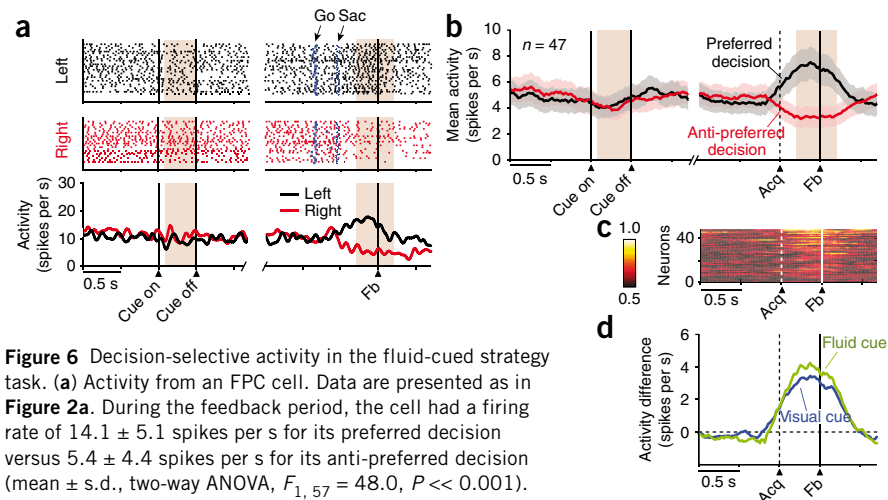 a
Go Sac
Left
Right
Activity
(spikes per s)
30
20
10
0
Left
Right
0.5 s
Cue on
Cue off
Fb
b
n = 47
Preferred
decision
Anti-preferred
decision
Mean activity
(spikes per s)
10
8
6
4
2
0
0.5 s
Cue on
Cue off
Acq
Fb
c
1.0
0.5
Neurons
40
0
0.5 s
Acq
Fb
d
Activity difference
(spikes per s)
6
4
2
0
Fluid cue
Visual cue
0.5 s
Acq
Fb
Figure 6 Decision-selective activity in the fluid-cued strategy
task. (a) Activity from an FPC cell. Data are presented as in
Figure 2a. During the feedback period, the cell had a firing
rate of 14.1 ± 5.1 spikes per s for its preferred decision
versus 5.4 ± 4.4 spikes per s for its anti-preferred decision
(mean ± s.d., two-way ANOVA, F1, 57 = 48.0, P << 0.001).